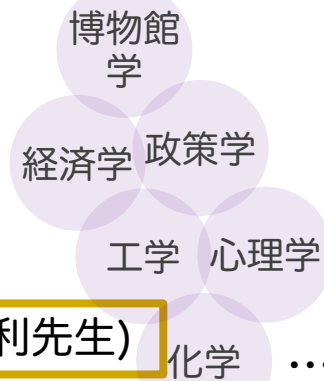 博物館
学
経済学 政策学
工学 心理学
利先生)
化学 …